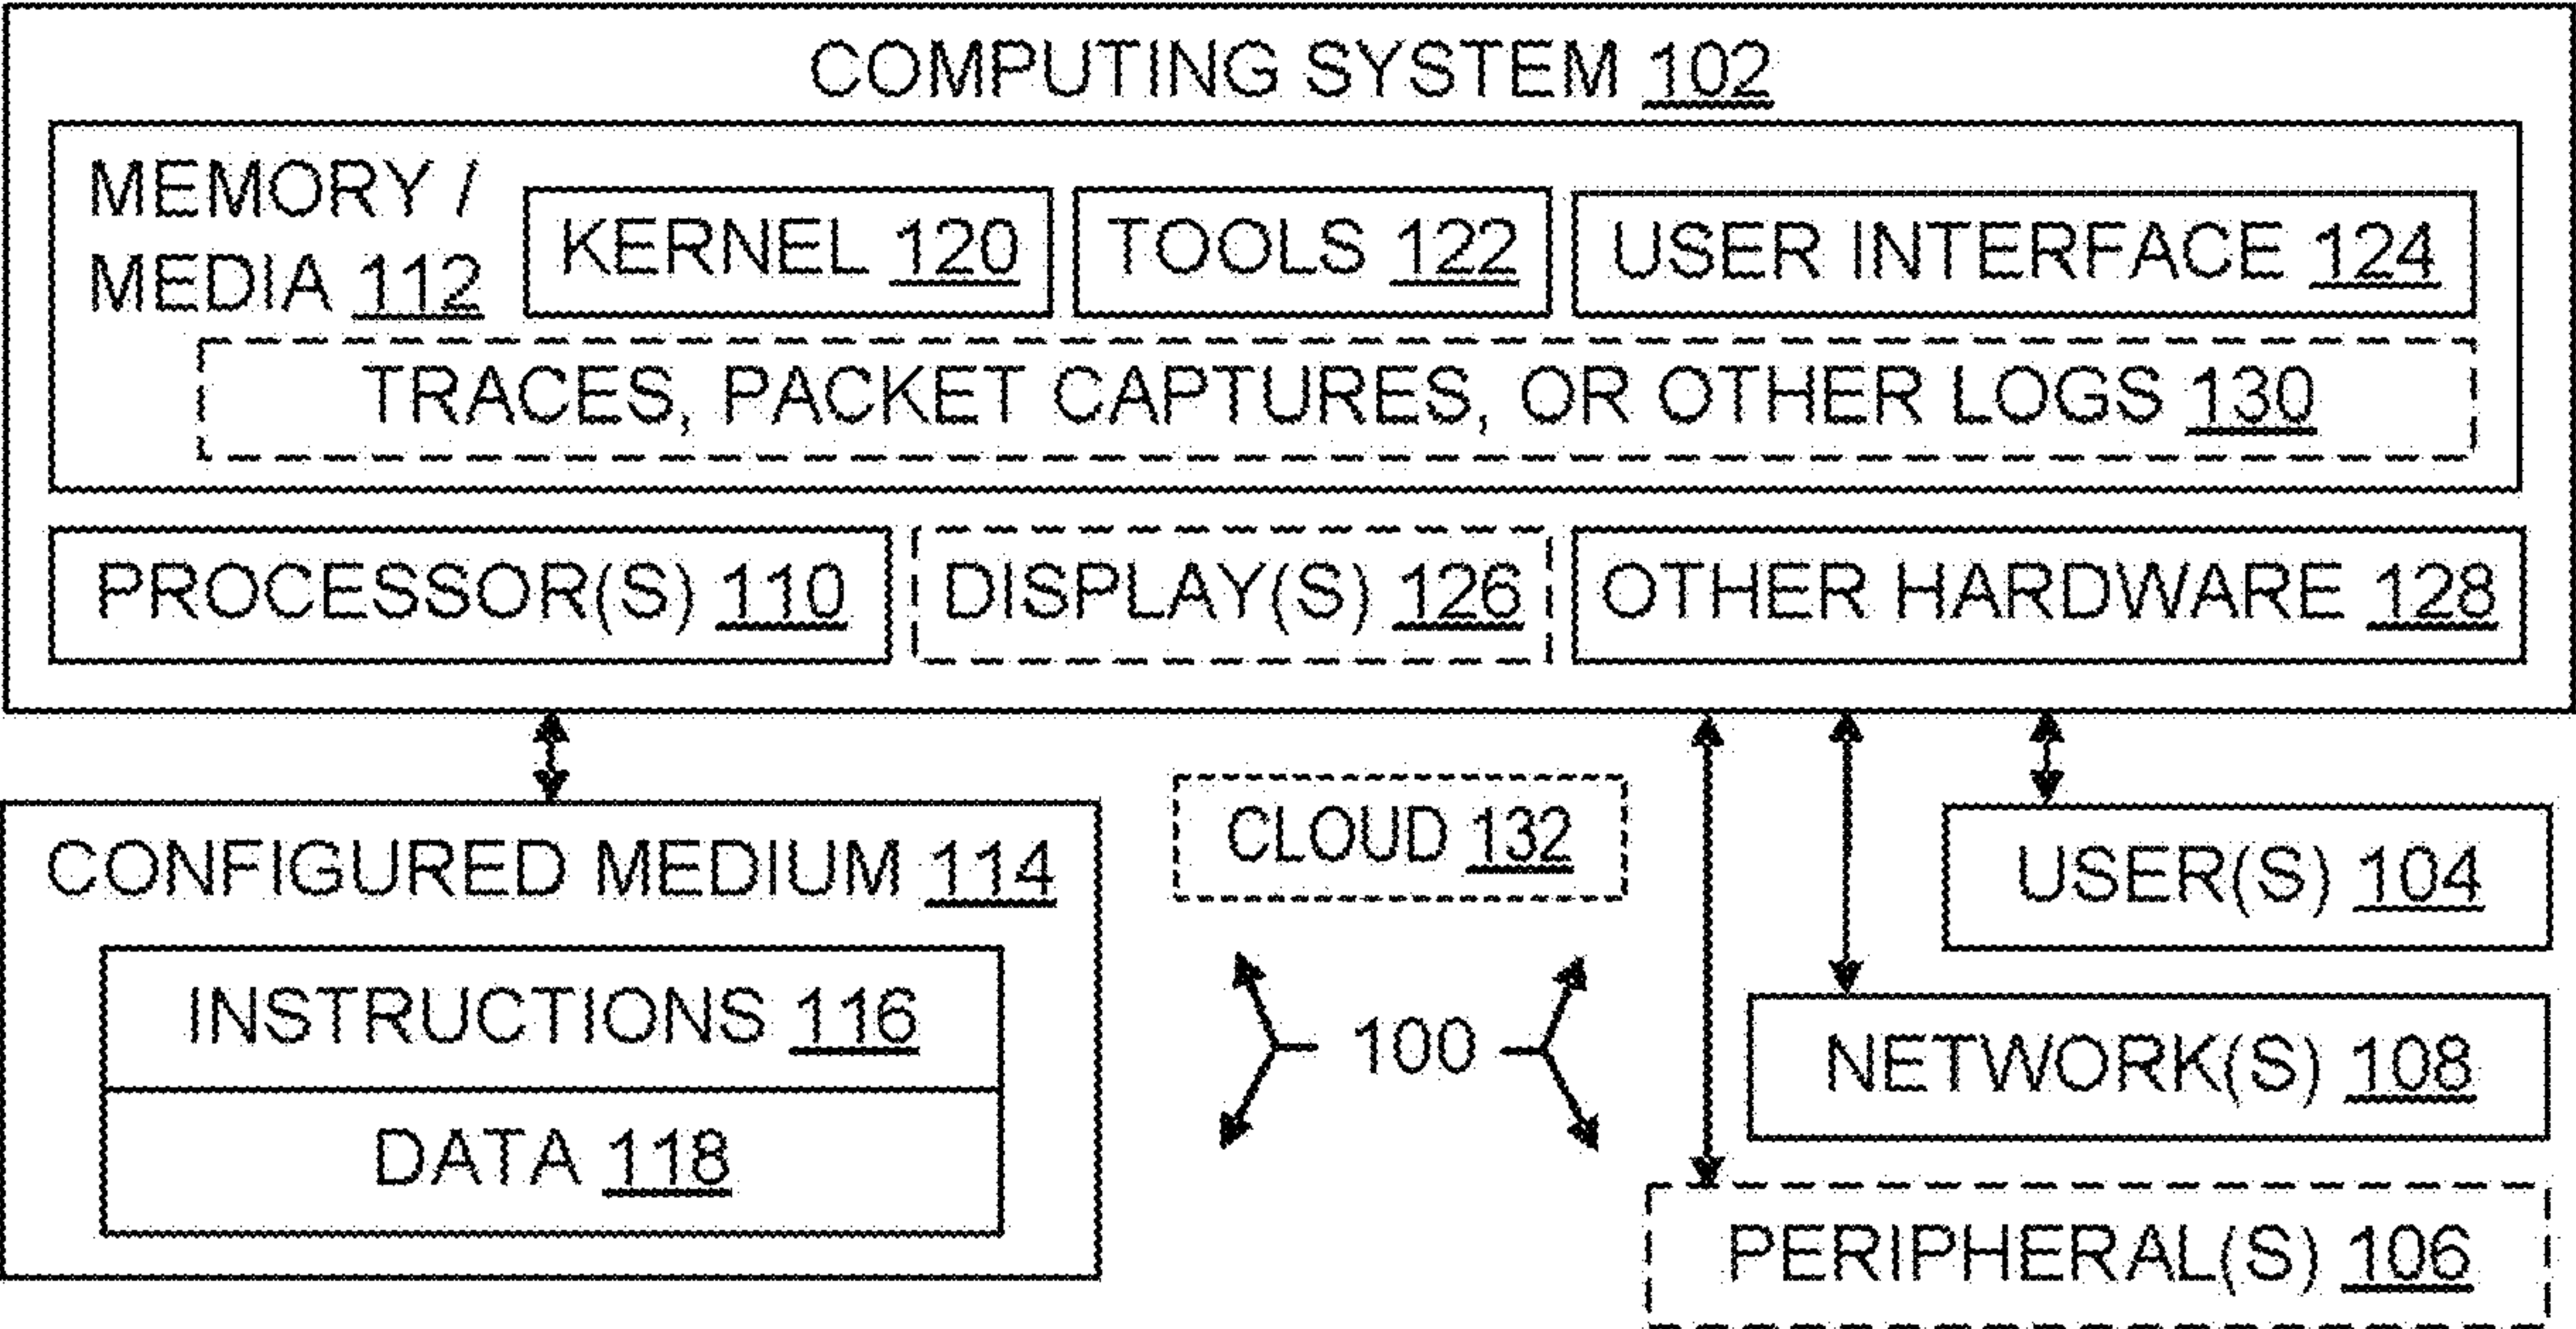 COMPUTING SYSTEM 102
MEMORY /
MEDIA 112
KERNEL 120
TOOLS 122
USER INTERFACE 124
TRACES, PACKET CAPTURES, OR OTHER LOGS 130
PROCESSOR(S) 110
DISPLAY(S) 126
OTHER HARDWARE 128
CONFIGURED MEDIUM 114
INSTRUCTIONS 116
DATA 118
CLOUD 132
100
USER(S) 104
NETWORK(S) 108
PERIPHERAL(S) 106